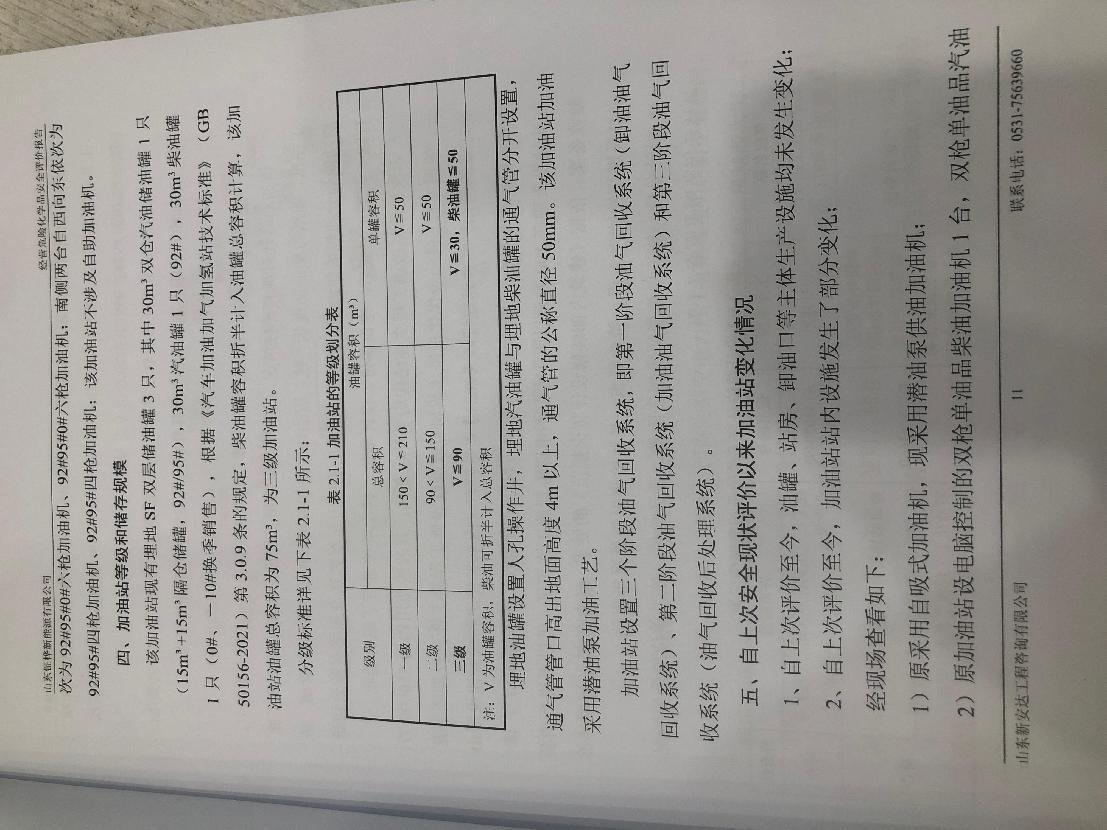 山东恒桦新能源有限公司 经营危险化学品安全评价报告
次为 92#95#0#六枪加油机、92#95#0#六枪加油机；南侧两台自西向东依次为
92#95#四枪加油机、92#95#四枪加油机；该加油站不涉及自助加油机。
四、加油站等级和储存规模
该加油站现有埋地 SF 双层储油罐 3 只，其中 30m³ 双仓汽油储油罐 1 只
（15m³+15m³ 隔仓储罐，92#/95#），30m³ 汽油罐 1 只（92#），30m³ 柴油罐
1 只（0#、－10#换季销售），根据《汽车加油加气加氢站技术标准》（GB
50156-2021）第 3.0.9 条的规定，柴油罐容积折半计入油罐总容积计算，该加
油站油罐总容积为 75m³，为三级加油站。
分级标准详见下表 2.1-1 所示：
表 2.1-1 加油站的等级划分表
级别 油罐容积（m³）
总容积 单罐容积
一级 150＜V≦210 V≦50
二级 90＜V≦150 V≦50
三级 V≦90 V≦30，柴油罐≦50
注：V 为油罐容积，柴油可折半计入总容积
埋地油罐设置人孔操作井，埋地汽油罐与埋地柴油罐的通气管分开设置，
通气管管口高出地面高度 4m 以上，通气管的公称直径 50mm。该加油站加油
采用潜油泵加油工艺。
加油站设置三个阶段油气回收系统，即第一阶段油气回收系统（卸油油气
回收系统）、第二阶段油气回收系统（加油油气回收系统）和第三阶段油气回
收系统（油气回收后处理系统）。
五、自上次安全现状评价以来加油站变化情况
1、自上次评价至今，油罐、站房、卸油口等主体生产设施均未发生变化；
2、自上次评价至今，加油站站内设施发生了部分变化；
经现场查看如下：
1）原采用自吸式加油机，现采用潜油泵供油加油机；
2）原加油站设电脑控制的双枪单油品柴油加油机 1 台，双枪单油品汽油
山东新安达工程咨询有限公司 11 联系电话：0531-75639660